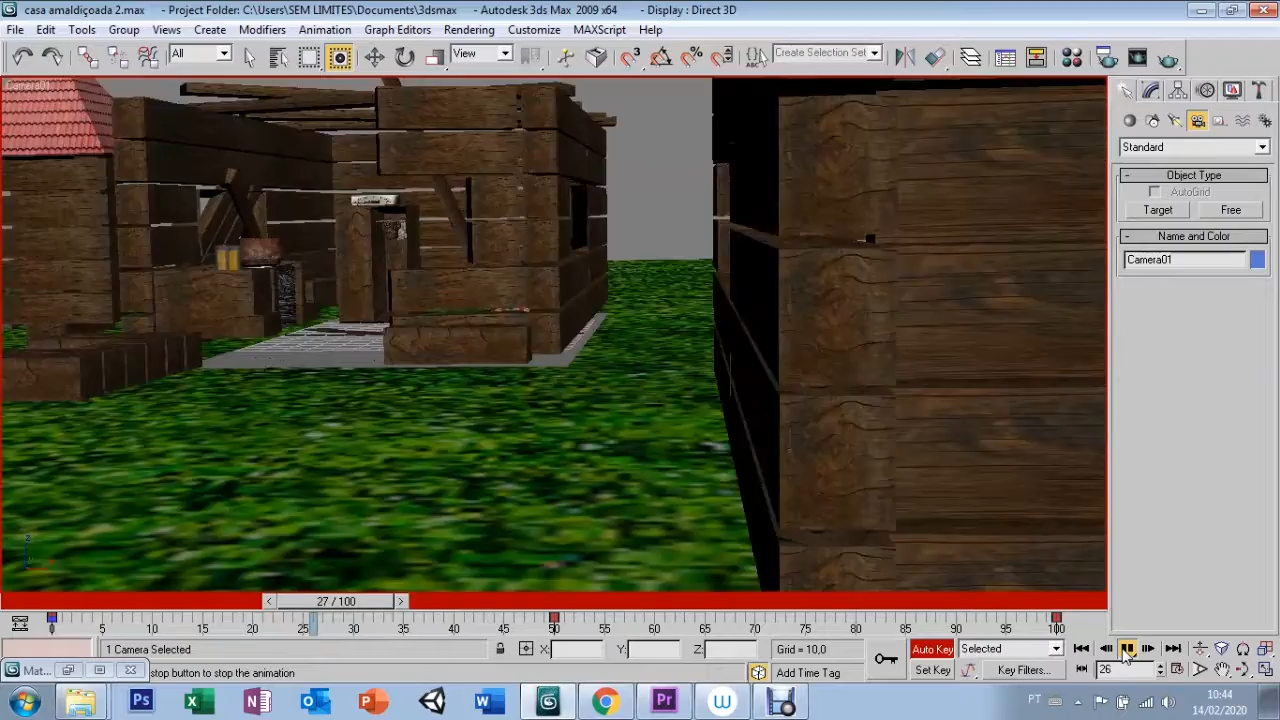 casa amaldiçoada 2.max - Project Folder: C:\Users\SEM LIMITES\Documents\3dsmax - Autodesk 3ds Max 2009 x64 - Display : Direct 3D
File Edit Tools Group Views Create Modifiers Animation Graph Editors Rendering Customize MAXScript Help
All View 3 Create Selection Set
Camera01
Standard
Object Type
AutoGrid
Target Free
Name and Color
Camera01
27 / 100
0 5 10 15 20 25 30 35 40 45 50 55 60 65 70 75 80 85 90 95 100
1 Camera Selected X: Y: Z: Grid = 10,0 Auto Key Selected
Mat... stop button to stop the animation Add Time Tag Set Key Key Filters... 26
PT 10:44
14/02/2020